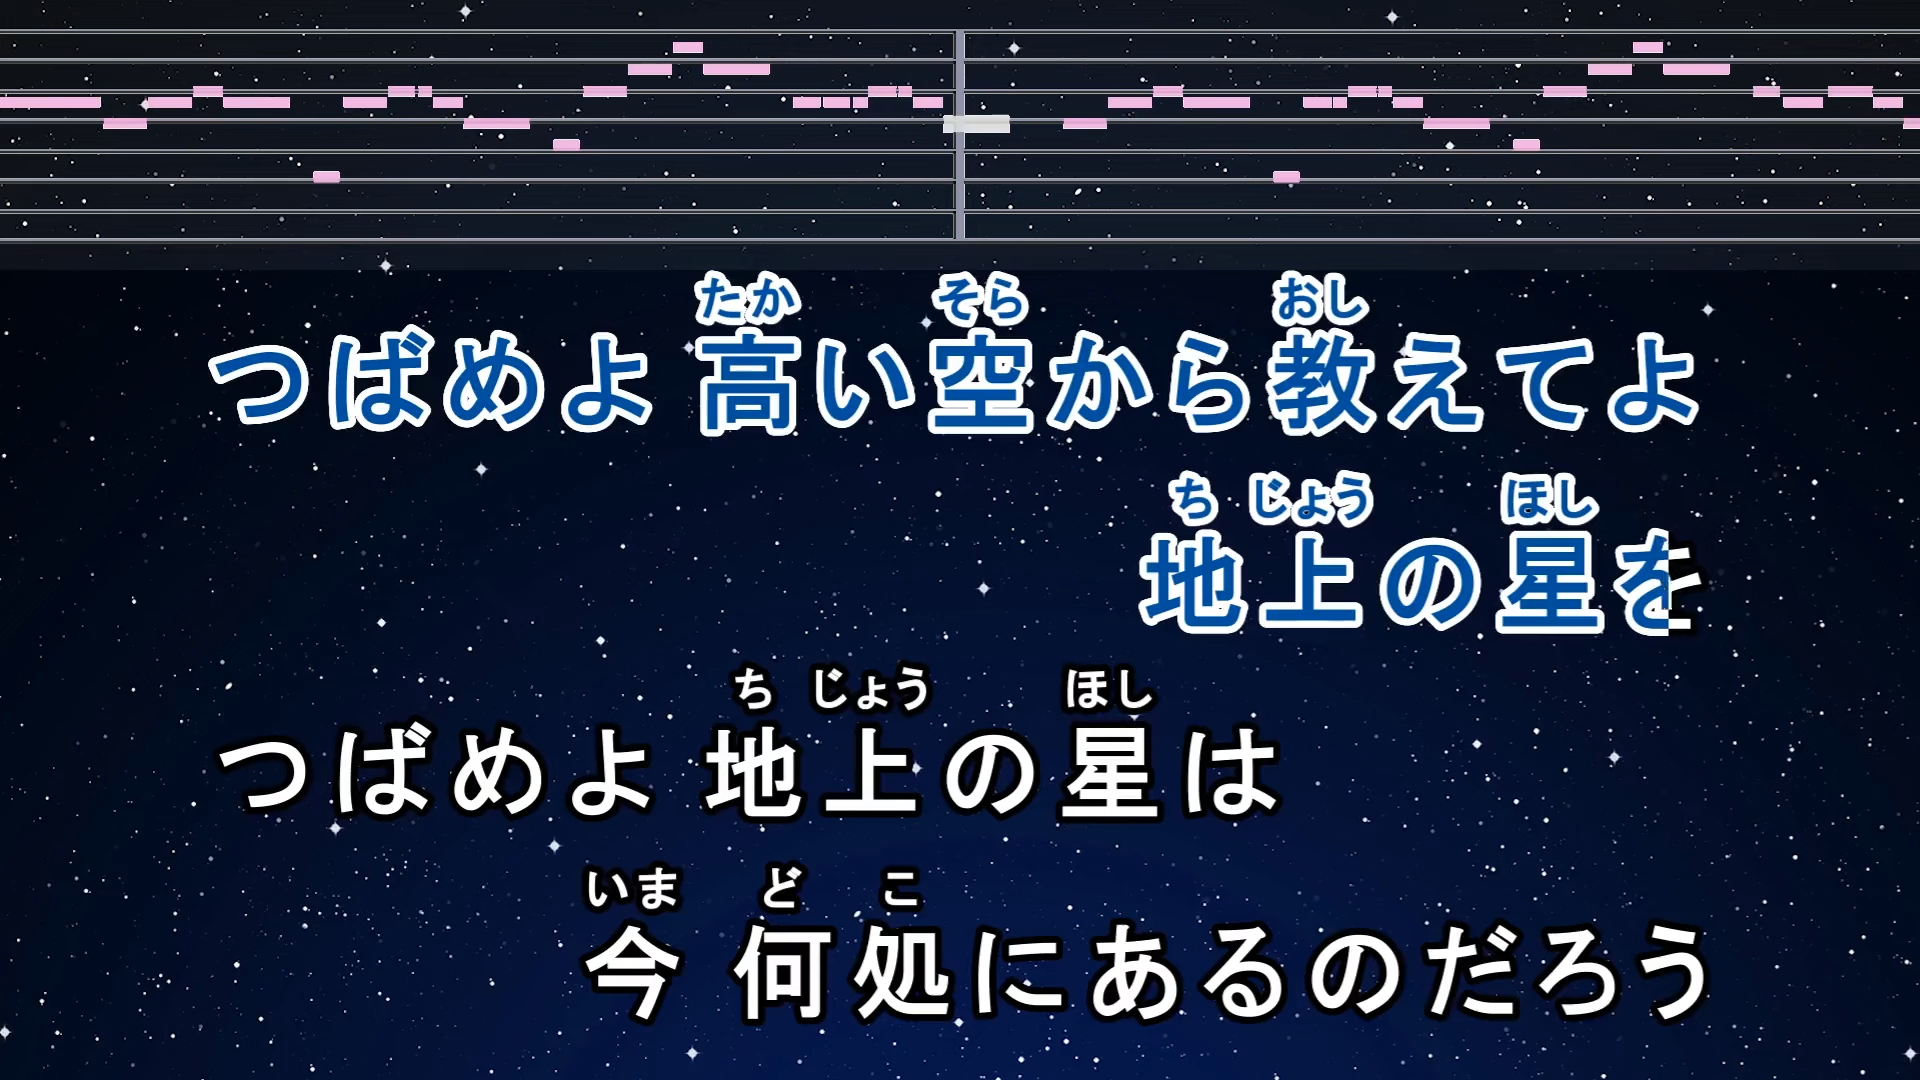 たか そら おし
つばめよ 高い空から教えてよ
ち じょう ほし
地上の星を
ち じょう ほし
つばめよ 地上の星は
いま ど こ
今 何処にあるのだろう